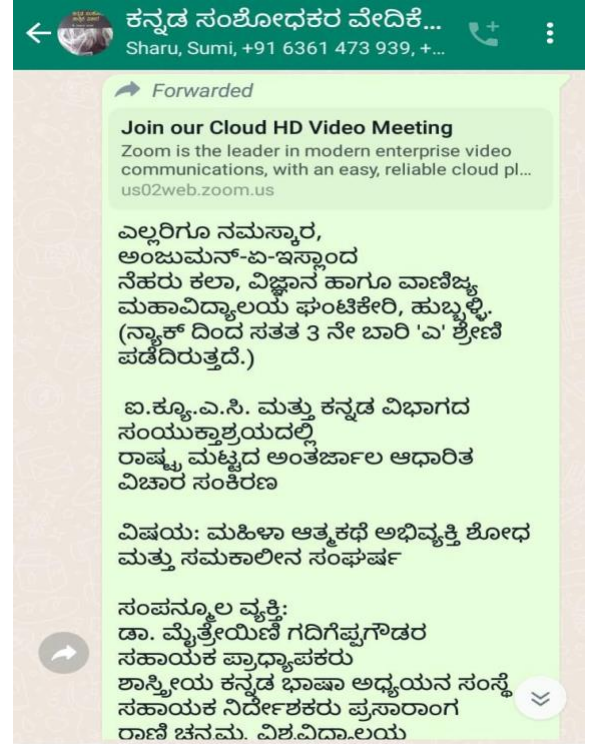 ಕನ್ನಡ ಸಂಶೋಧಕರ ವೇದಿಕೆ...
Sharu, Sumi, +91 6361 473 939, +...
Forwarded
Join our Cloud HD Video Meeting
Zoom is the leader in modern enterprise video
communications, with an easy, reliable cloud pl...
us02web.zoom.us
ಎಲ್ಲರಿಗೂ ನಮಸ್ಕಾರ,
ಅಂಜುಮನ್-ಏ-ಇಸ್ಲಾಂದ
ನೆಹರು ಕಲಾ, ವಿಜ್ಞಾನ ಹಾಗೂ ವಾಣಿಜ್ಯ
ಮಹಾವಿದ್ಯಾಲಯ ಘಂಟಿಕೇರಿ, ಹುಬ್ಬಳ್ಳಿ.
(ನ್ಯಾಕ್ ದಿಂದ ಸತತ 3 ನೇ ಬಾರಿ 'ಎ' ಶ್ರೇಣಿ
ಪಡೆದಿರುತ್ತದೆ.)
ಐ.ಕ್ಯೂ.ಎ.ಸಿ. ಮತ್ತು ಕನ್ನಡ ವಿಭಾಗದ
ಸಂಯುಕ್ತಾಶ್ರಯದಲ್ಲಿ
ರಾಷ್ಟ್ರ ಮಟ್ಟದ ಅಂತರ್ಜಾಲ ಆಧಾರಿತ
ವಿಚಾರ ಸಂಕಿರಣ
ವಿಷಯ: ಮಹಿಳಾ ಆತ್ಮಕಥೆ ಅಭಿವ್ಯಕ್ತಿ ಶೋಧ
ಮತ್ತು ಸಮಕಾಲೀನ ಸಂಘರ್ಷ
ಸಂಪನ್ಮೂಲ ವ್ಯಕ್ತಿ:
ಡಾ. ಮೈತ್ರೇಯಿಣಿ ಗದಿಗೆಪ್ಪಗೌಡರ
ಸಹಾಯಕ ಪ್ರಾಧ್ಯಾಪಕರು
ಶಾಸ್ತ್ರೀಯ ಕನ್ನಡ ಭಾಷಾ ಅಧ್ಯಯನ ಸಂಸ್ಥೆ
ಸಹಾಯಕ ನಿರ್ದೇಶಕರು ಪ್ರಸಾರಾಂಗ
ರಾಣಿ ಚನ್ನಮ್ಮ ವಿಶ್ವವಿದ್ಯಾಲಯ